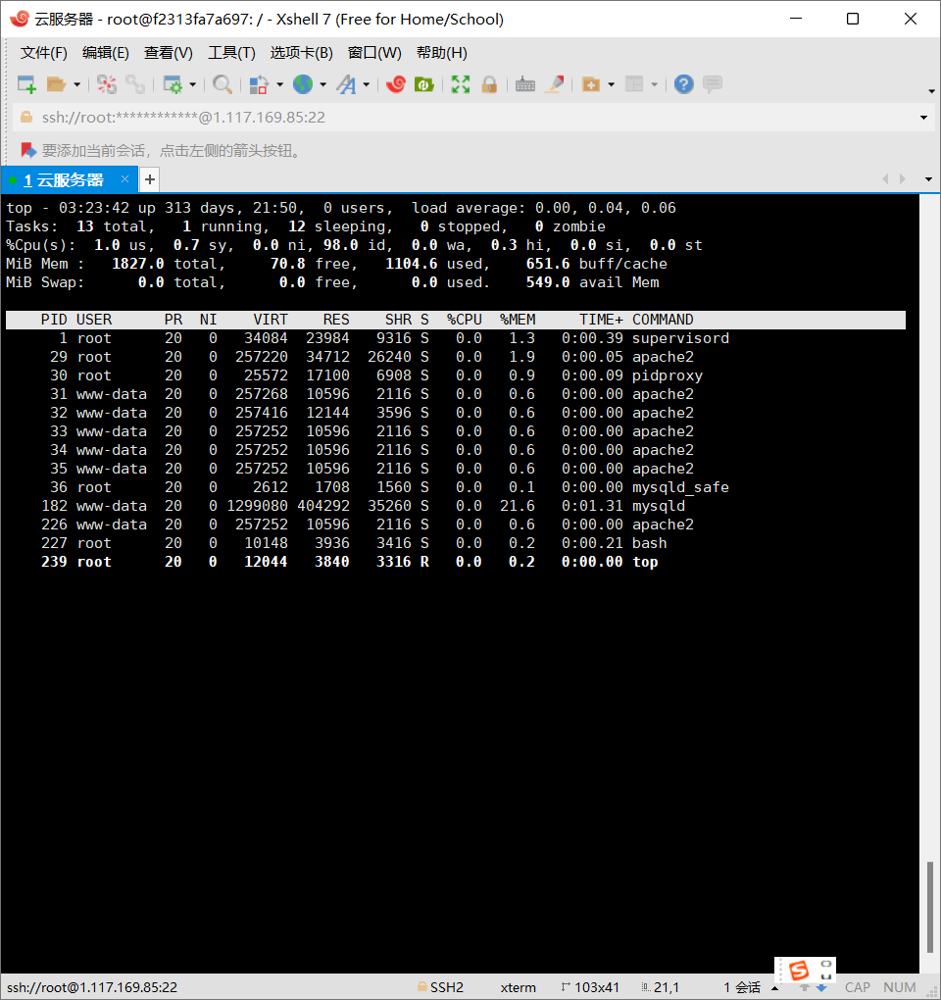 云服务器 - root@f2313fa7a697: / - Xshell 7 (Free for Home/School)
文件(F) 编辑(E) 查看(V) 工具(T) 选项卡(B) 窗口(W) 帮助(H)
ssh://root:************@1.117.169.85:22
要添加当前会话，点击左侧的箭头按钮。
1 云服务器 × +
top - 03:23:42 up 313 days, 21:50,  0 users,  load average: 0.00, 0.04, 0.06
Tasks:  13 total,   1 running,  12 sleeping,   0 stopped,   0 zombie
%Cpu(s):  1.0 us,  0.7 sy,  0.0 ni, 98.0 id,  0.0 wa,  0.3 hi,  0.0 si,  0.0 st
MiB Mem :   1827.0 total,     70.8 free,   1104.6 used,    651.6 buff/cache
MiB Swap:      0.0 total,      0.0 free,      0.0 used.    549.0 avail Mem
PID USER      PR  NI    VIRT    RES    SHR S  %CPU  %MEM     TIME+ COMMAND
1 root      20   0   34084  23984   9316 S   0.0   1.3   0:00.39 supervisord
29 root      20   0  257220  34712  26240 S   0.0   1.9   0:00.05 apache2
30 root      20   0   25572  17100   6908 S   0.0   0.9   0:00.09 pidproxy
31 www-data  20   0  257268  10596   2116 S   0.0   0.6   0:00.00 apache2
32 www-data  20   0  257416  12144   3596 S   0.0   0.6   0:00.00 apache2
33 www-data  20   0  257252  10596   2116 S   0.0   0.6   0:00.00 apache2
34 www-data  20   0  257252  10596   2116 S   0.0   0.6   0:00.00 apache2
35 www-data  20   0  257252  10596   2116 S   0.0   0.6   0:00.00 apache2
36 root      20   0    2612   1708   1560 S   0.0   0.1   0:00.00 mysqld_safe
182 www-data  20   0 1299080 404292  35260 S   0.0  21.6   0:01.31 mysqld
226 www-data  20   0  257252  10596   2116 S   0.0   0.6   0:00.00 apache2
227 root      20   0   10148   3936   3416 S   0.0   0.2   0:00.21 bash
239 root      20   0   12044   3840   3316 R   0.0   0.2   0:00.00 top
ssh://root@1.117.169.85:22 SSH2 xterm 103x41 21,1 1 会话 CAP NUM